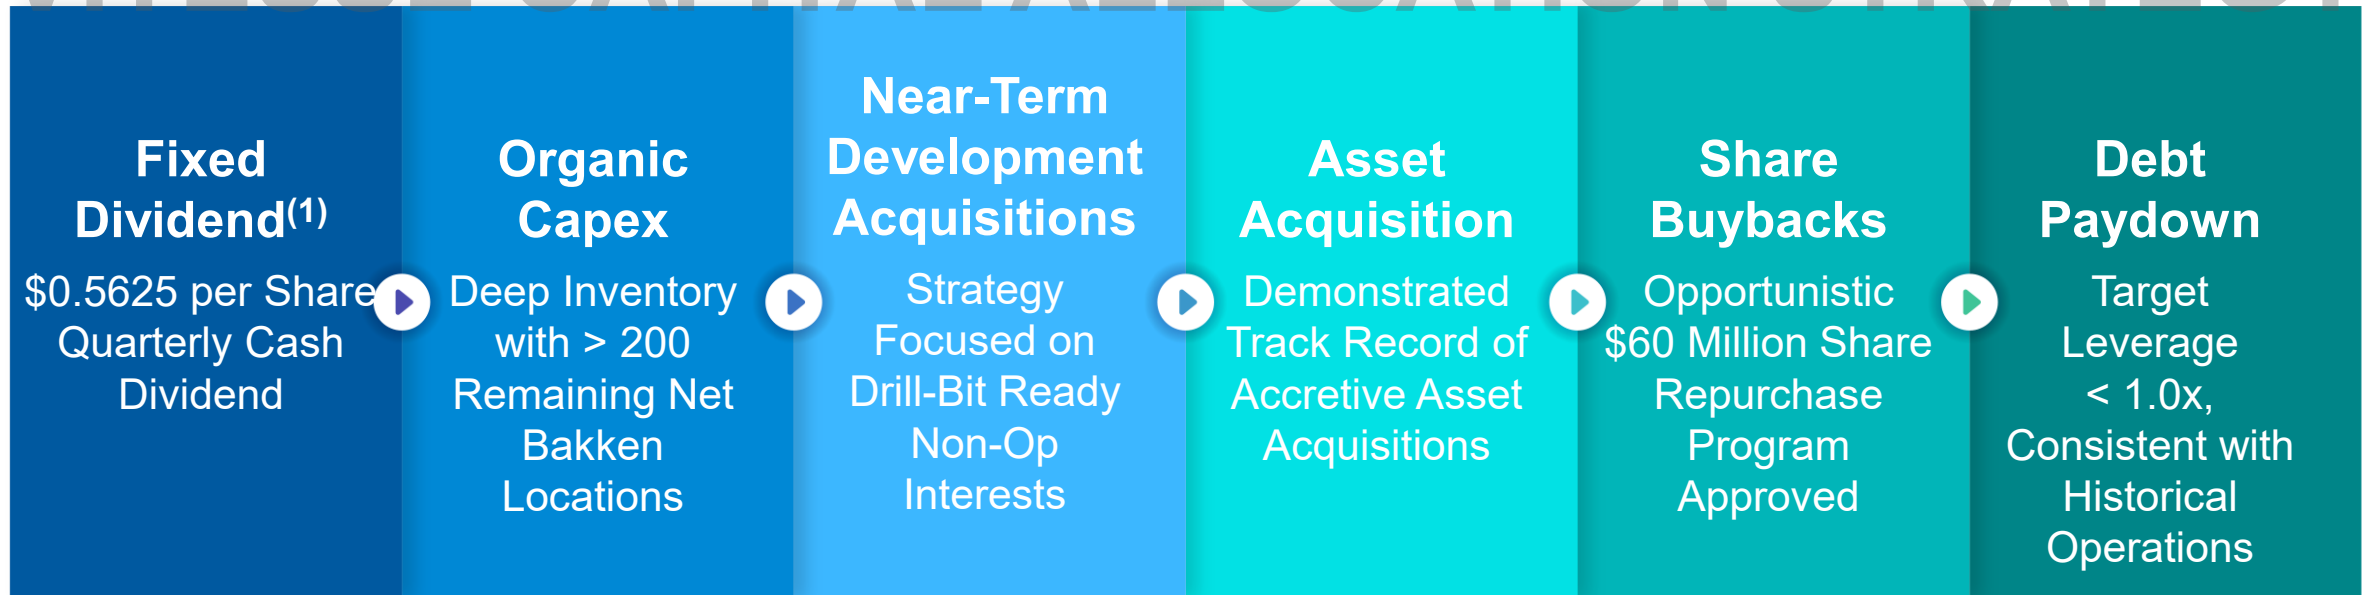 Fixed
Dividend(1)
$0.5625 per Share
Quarterly Cash
Dividend
Organic
Capex
Deep Inventory
with > 200
Remaining Net
Bakken
Locations
Near-Term
Development
Acquisitions
Strategy
Focused on
Drill-Bit Ready
Non-Op
Interests
Asset
Acquisition
Demonstrated
Track Record of
Accretive Asset
Acquisitions
Share
Buybacks
Opportunistic
$60 Million Share
Repurchase
Program
Approved
Debt
Paydown
Target
Leverage
< 1.0x,
Consistent with
Historical
Operations